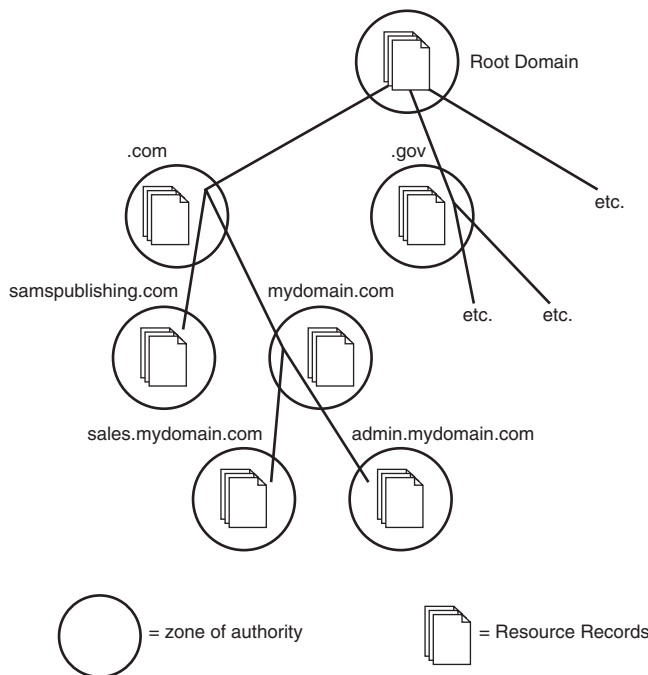 Root Domain
.com
.gov
etc.
samspublishing.com
mydomain.com
etc.
etc.
sales.mydomain.com
admin.mydomain.com
= zone of authority
= Resource Records